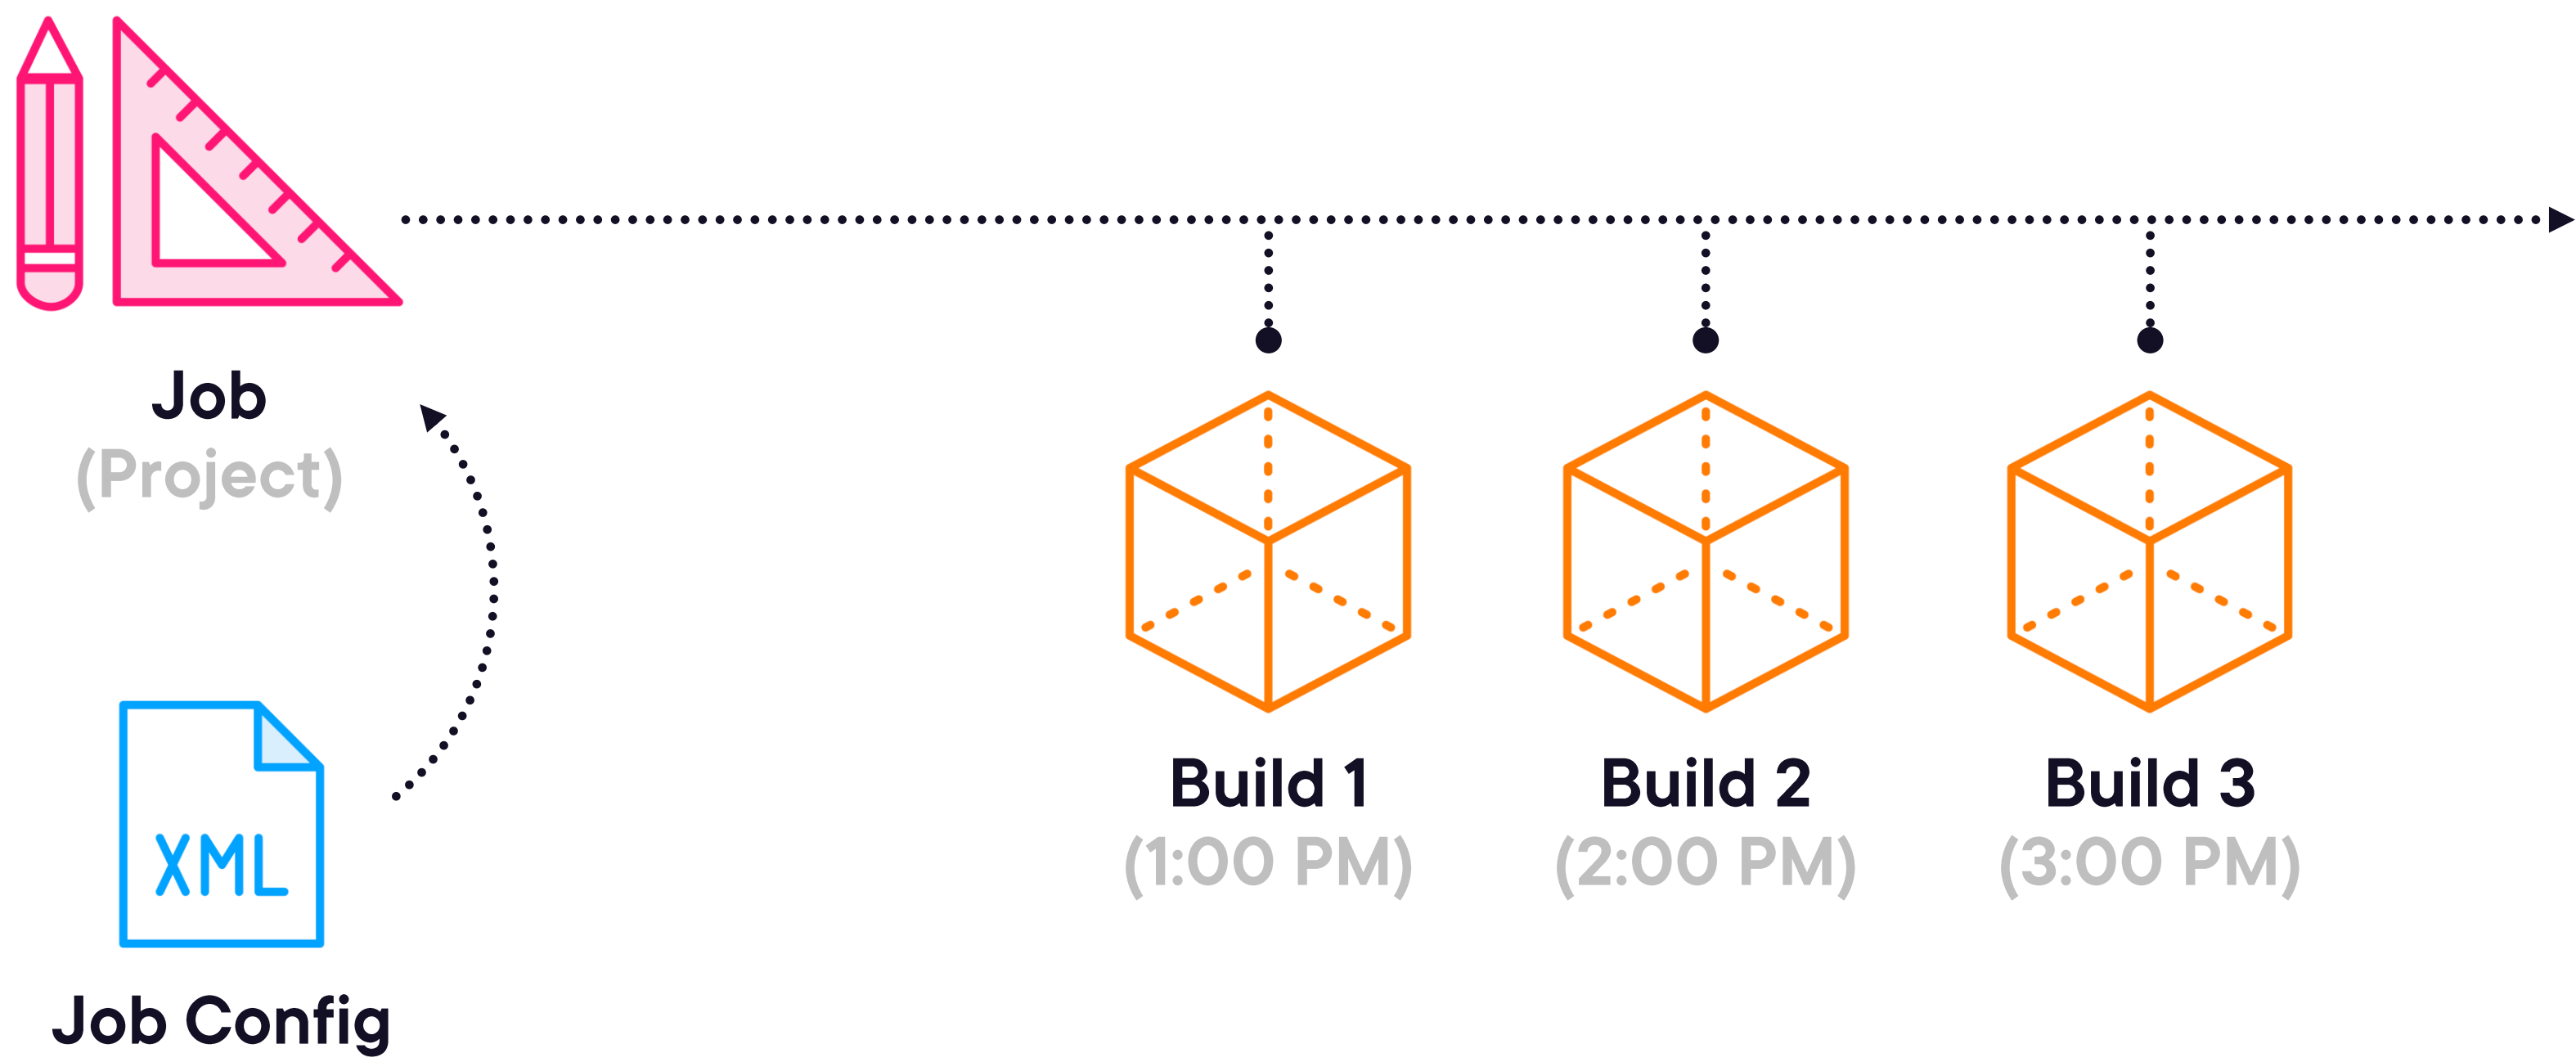 Job
(Project)
XML
Job Config
Build 1
(1:00 PM)
Build 2
(2:00 PM)
Build 3
(3:00 PM)